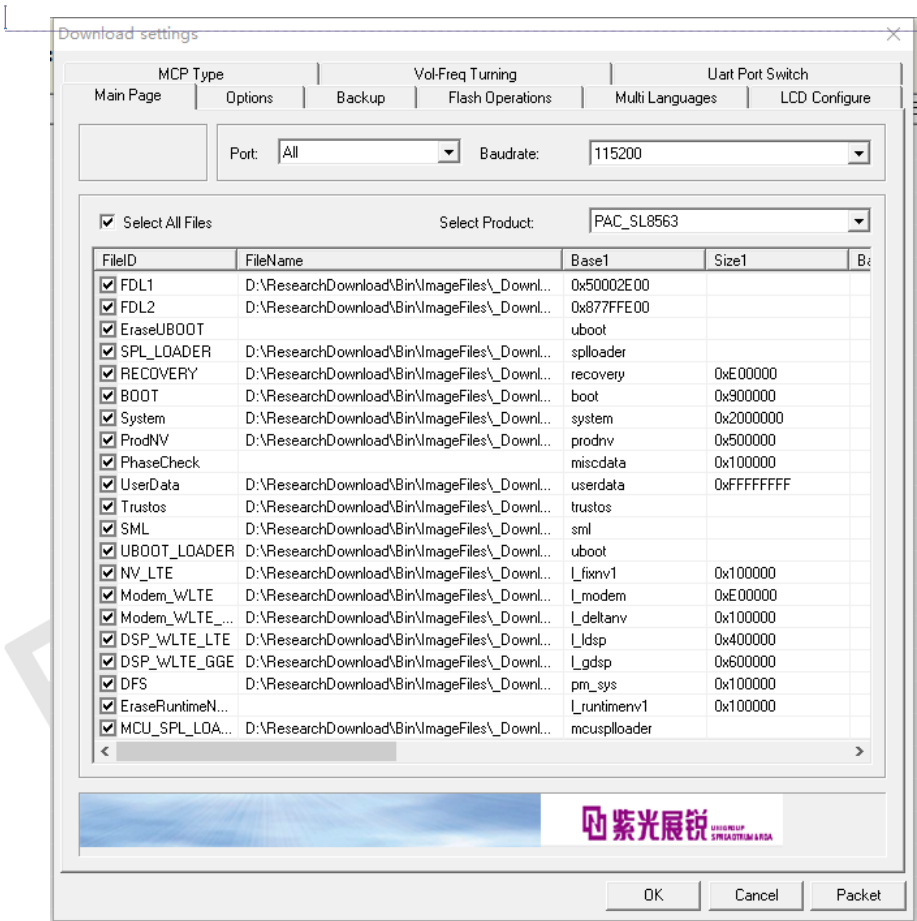 Download settings
MCP Type Vol-Freq Turning Uart Port Switch
Main Page Options Backup Flash Operations Multi Languages LCD Configure
Port: All Baudrate: 115200
Select All Files Select Product: PAC_SL8563
FileID FileName Base1 Size1
FDL1 D:\ResearchDownload\Bin\ImageFiles\_Downl... 0x50002E00
FDL2 D:\ResearchDownload\Bin\ImageFiles\_Downl... 0x877FFE00
EraseUBOOT uboot
SPL_LOADER D:\ResearchDownload\Bin\ImageFiles\_Downl... splloader
RECOVERY D:\ResearchDownload\Bin\ImageFiles\_Downl... recovery 0xE00000
BOOT D:\ResearchDownload\Bin\ImageFiles\_Downl... boot 0x900000
System D:\ResearchDownload\Bin\ImageFiles\_Downl... system 0x2000000
ProdNV D:\ResearchDownload\Bin\ImageFiles\_Downl... prodnv 0x500000
PhaseCheck miscdata 0x100000
UserData D:\ResearchDownload\Bin\ImageFiles\_Downl... userdata 0xFFFFFFFF
Trustos D:\ResearchDownload\Bin\ImageFiles\_Downl... trustos
SML D:\ResearchDownload\Bin\ImageFiles\_Downl... sml
UBOOT_LOADER D:\ResearchDownload\Bin\ImageFiles\_Downl... uboot
NV_LTE D:\ResearchDownload\Bin\ImageFiles\_Downl... l_fixnv1 0x100000
Modem_WLTE D:\ResearchDownload\Bin\ImageFiles\_Downl... l_modem 0xE00000
Modem_WLTE_... D:\ResearchDownload\Bin\ImageFiles\_Downl... l_deltanv 0x100000
DSP_WLTE_LTE D:\ResearchDownload\Bin\ImageFiles\_Downl... l_ldsp 0x400000
DSP_WLTE_GGE D:\ResearchDownload\Bin\ImageFiles\_Downl... l_gdsp 0x600000
DFS D:\ResearchDownload\Bin\ImageFiles\_Downl... pm_sys 0x100000
EraseRuntimeN... l_runtimenv1 0x100000
MCU_SPL_LOA... D:\ResearchDownload\Bin\ImageFiles\_Downl... mcusplloader
紫光展锐 UNIGROUP
SPREADTRUM & RDA
OK Cancel Packet